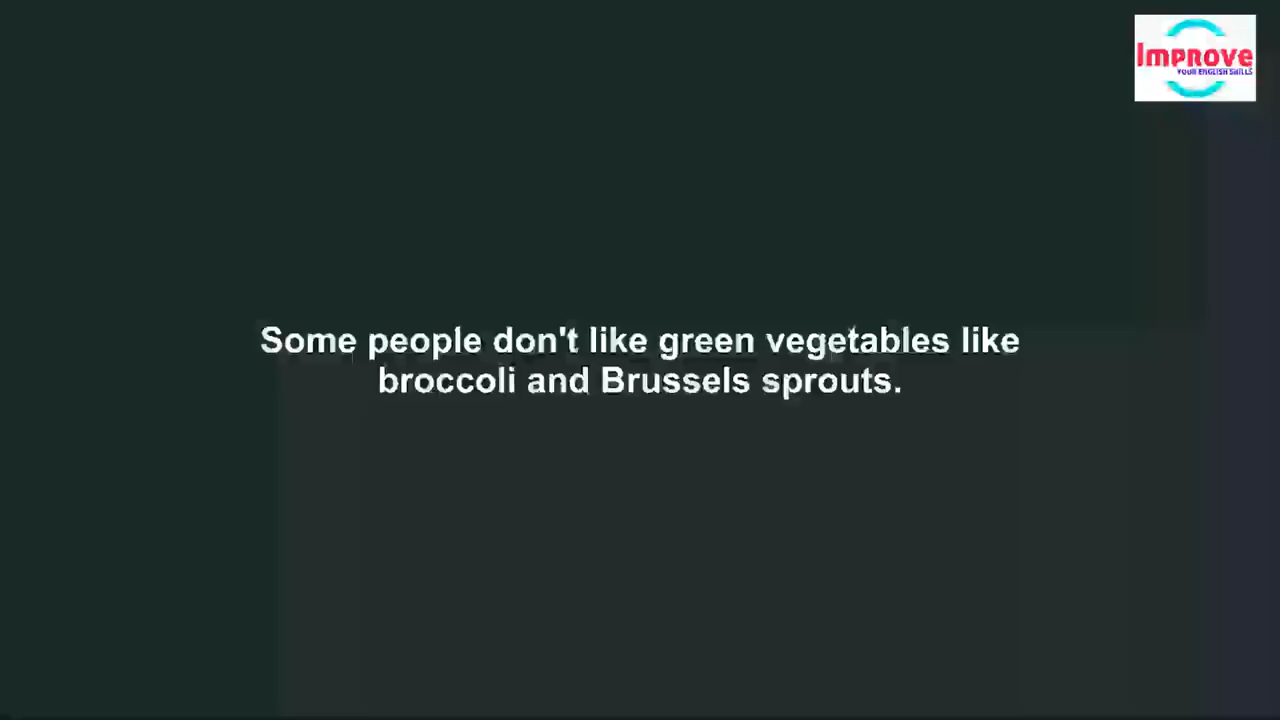 Improve
YOUR ENGLISH SKILLS
Some people don't like green vegetables like
broccoli and Brussels sprouts.